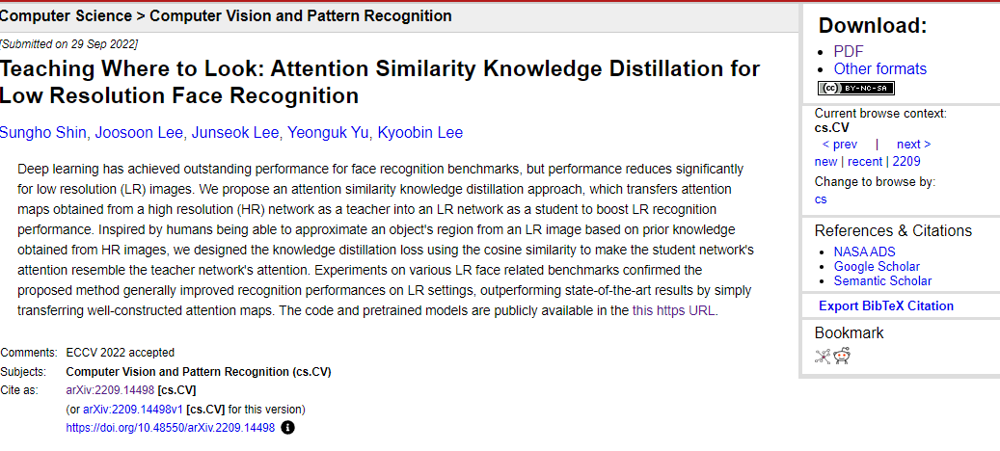 Computer Science > Computer Vision and Pattern Recognition
[Submitted on 29 Sep 2022]
Teaching Where to Look: Attention Similarity Knowledge Distillation for
Low Resolution Face Recognition
Sungho Shin, Joosoon Lee, Junseok Lee, Yeonguk Yu, Kyoobin Lee
Deep learning has achieved outstanding performance for face recognition benchmarks, but performance reduces significantly
for low resolution (LR) images. We propose an attention similarity knowledge distillation approach, which transfers attention
maps obtained from a high resolution (HR) network as a teacher into an LR network as a student to boost LR recognition
performance. Inspired by humans being able to approximate an object's region from an LR image based on prior knowledge
obtained from HR images, we designed the knowledge distillation loss using the cosine similarity to make the student network's
attention resemble the teacher network's attention. Experiments on various LR face related benchmarks confirmed the
proposed method generally improved recognition performances on LR settings, outperforming state-of-the-art results by simply
transferring well-constructed attention maps. The code and pretrained models are publicly available in the this https URL.
Comments: ECCV 2022 accepted
Subjects: Computer Vision and Pattern Recognition (cs.CV)
Cite as: arXiv:2209.14498 [cs.CV]
(or arXiv:2209.14498v1 [cs.CV] for this version)
https://doi.org/10.48550/arXiv.2209.14498
Download:
PDF
Other formats
(cc) BY-NC-SA
Current browse context:
cs.CV
< prev | next >
new | recent | 2209
Change to browse by:
cs
References & Citations
NASA ADS
Google Scholar
Semantic Scholar
Export BibTeX Citation
Bookmark